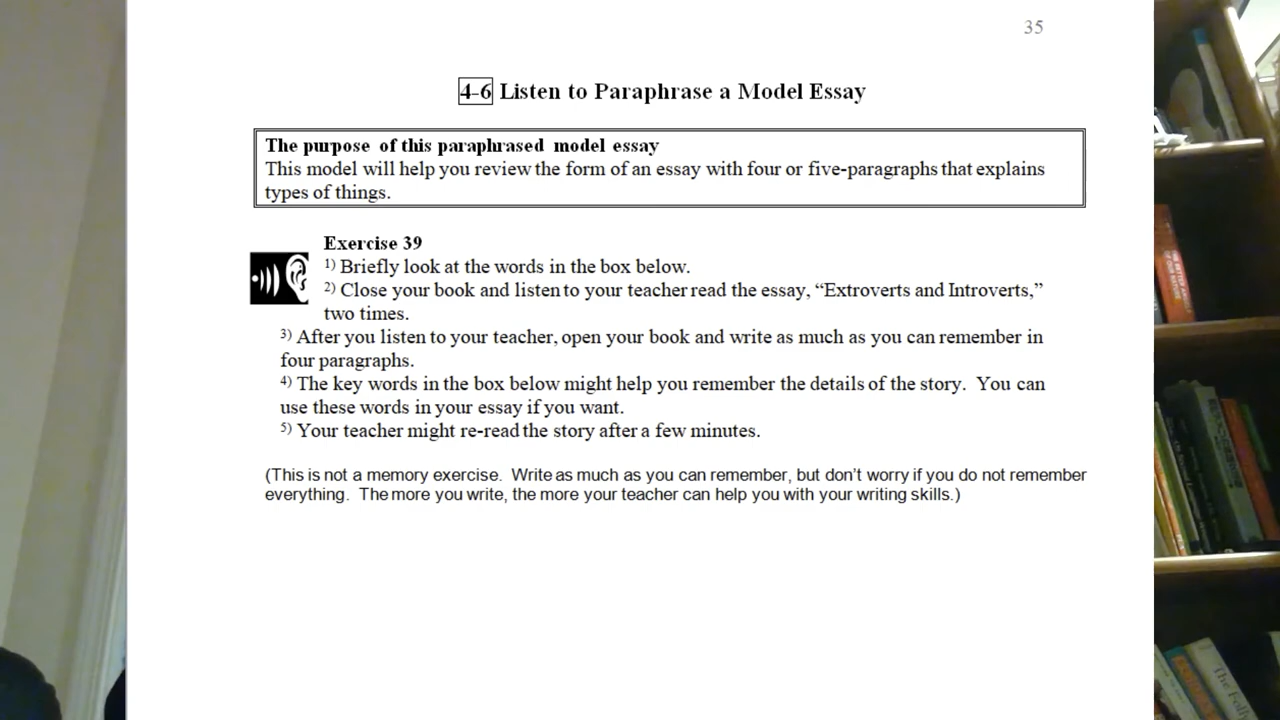 35
4-6 Listen to Paraphrase a Model Essay
The purpose of this paraphrased model essay
This model will help you review the form of an essay with four or five-paragraphs that explains
types of things.
Exercise 39
1) Briefly look at the words in the box below.
2) Close your book and listen to your teacher read the essay, “Extroverts and Introverts,”
two times.
3) After you listen to your teacher, open your book and write as much as you can remember in
four paragraphs.
4) The key words in the box below might help you remember the details of the story. You can
use these words in your essay if you want.
5) Your teacher might re-read the story after a few minutes.
(This is not a memory exercise. Write as much as you can remember, but don’t worry if you do not remember
everything. The more you write, the more your teacher can help you with your writing skills.)